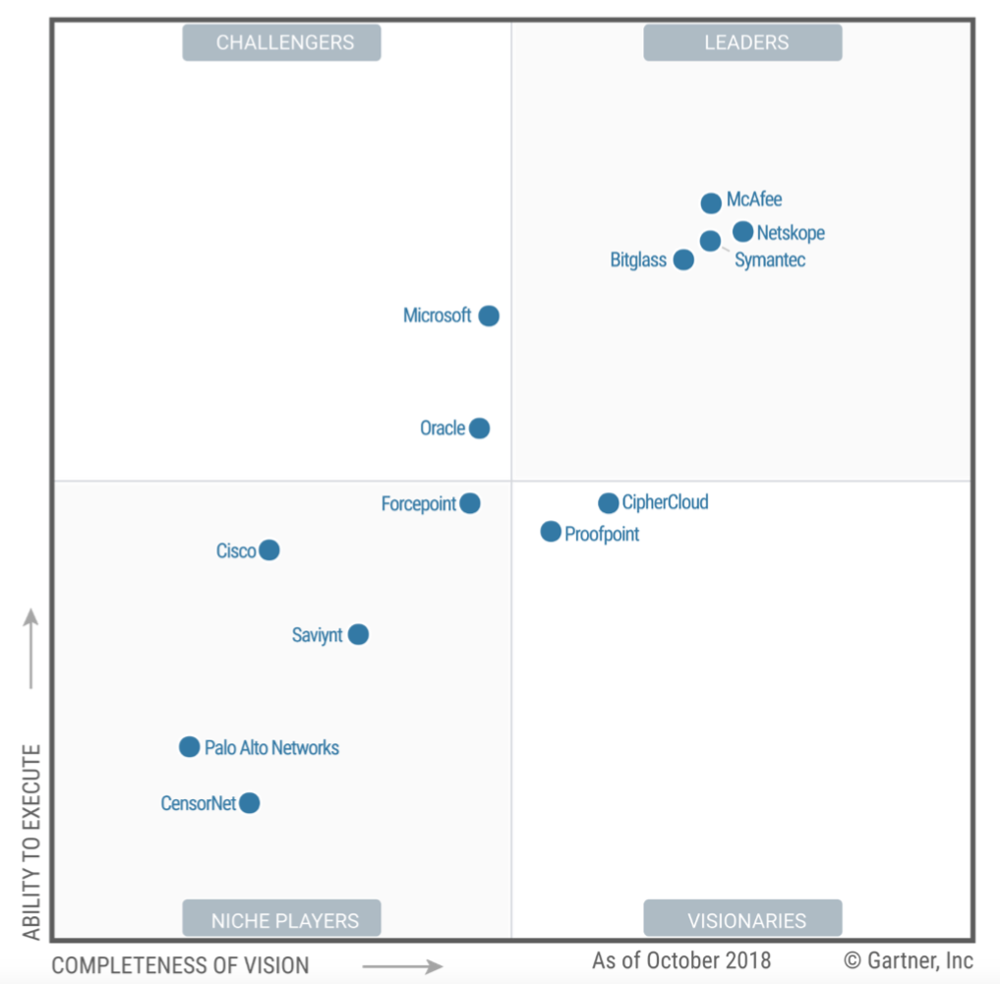 CHALLENGERS
LEADERS
McAfee
Netskope
Symantec
Bitglass
Microsoft
Oracle
Forcepoint
CipherCloud
Proofpoint
Cisco
Saviynt
Palo Alto Networks
CensorNet
NICHE PLAYERS
VISIONARIES
ABILITY TO EXECUTE
COMPLETENESS OF VISION
As of October 2018
© Gartner, Inc